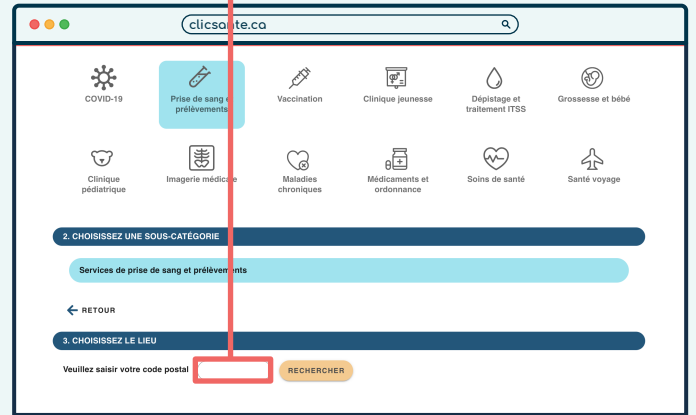 clicsante.ca
COVID-19
Prise de sang et
prélèvements
Vaccination
Clinique jeunesse
Dépistage et
traitement ITSS
Grossesse et bébé
Clinique
pédiatrique
Imagerie médicale
Maladies
chroniques
Médicaments et
ordonnance
Soins de santé
Santé voyage
2. CHOISISSEZ UNE SOUS-CATÉGORIE
Services de prise de sang et prélèvements
RETOUR
3. CHOISISSEZ LE LIEU
Veuillez saisir votre code postal
RECHERCHER